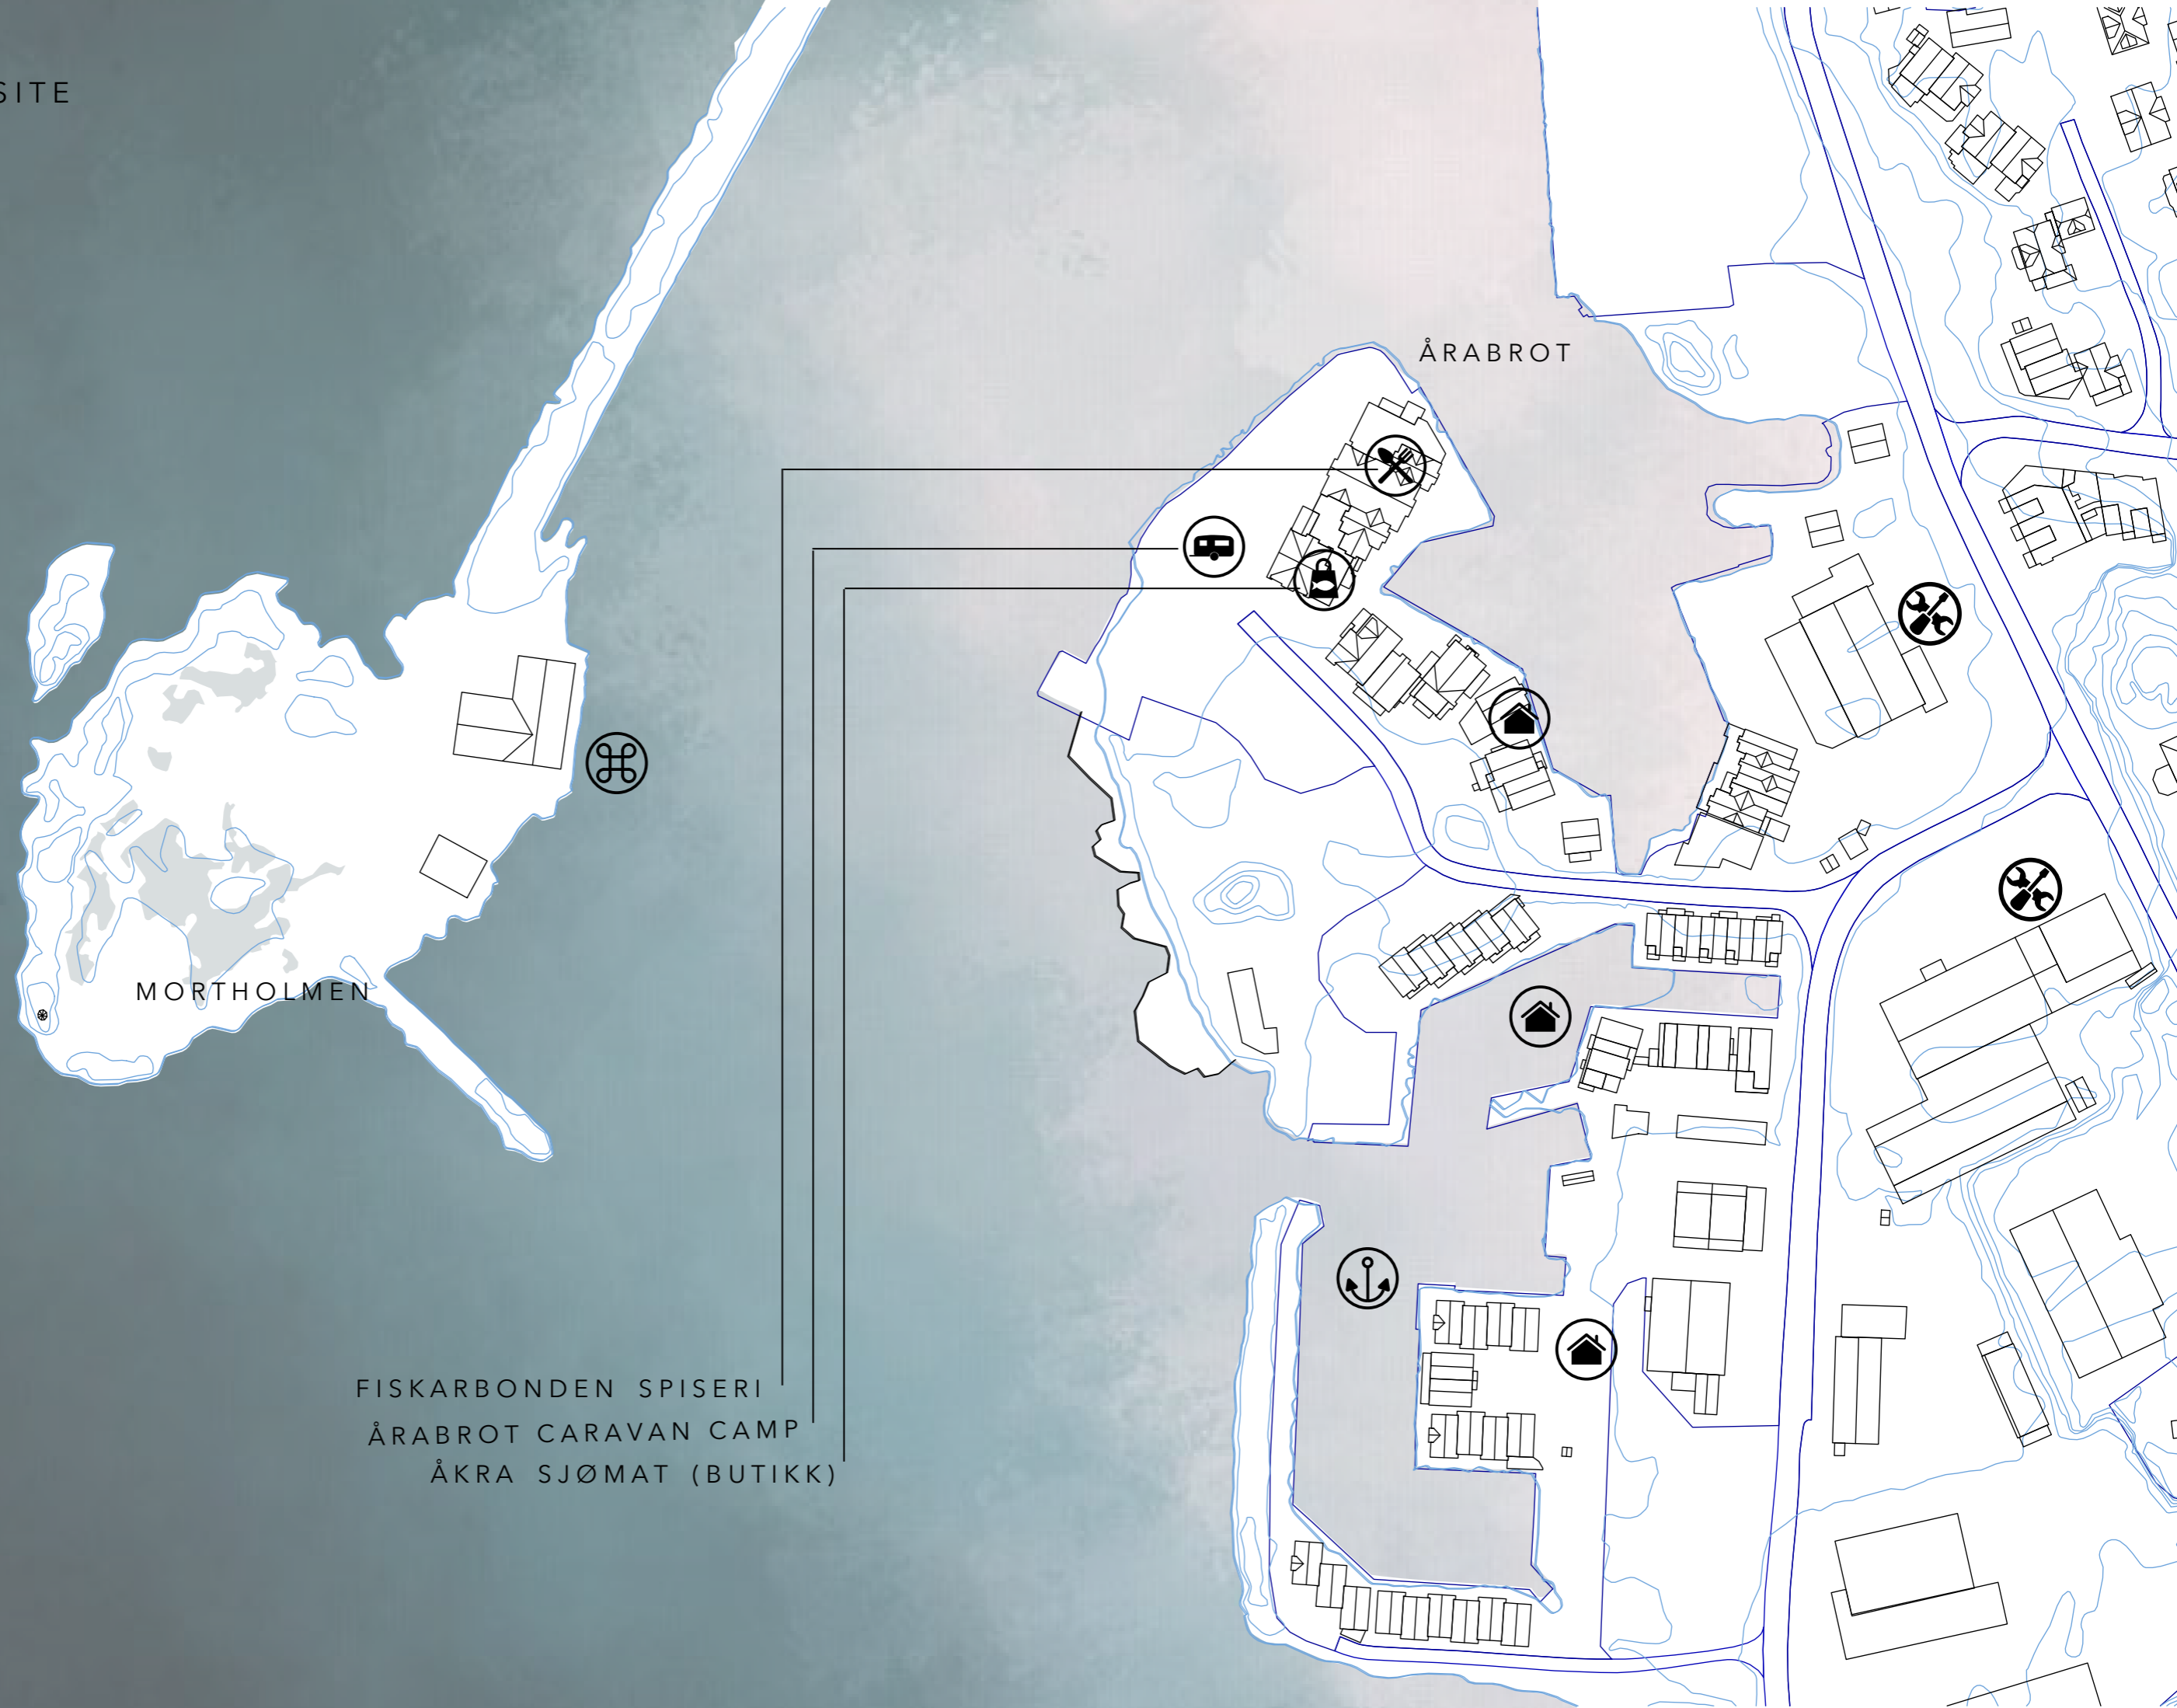 SITE
ÅRABROT
MORTHOLMEN
FISKARBONDEN SPISERI
ÅRABROT CARAVAN CAMP
ÅKRA SJØMAT (BUTIKK)